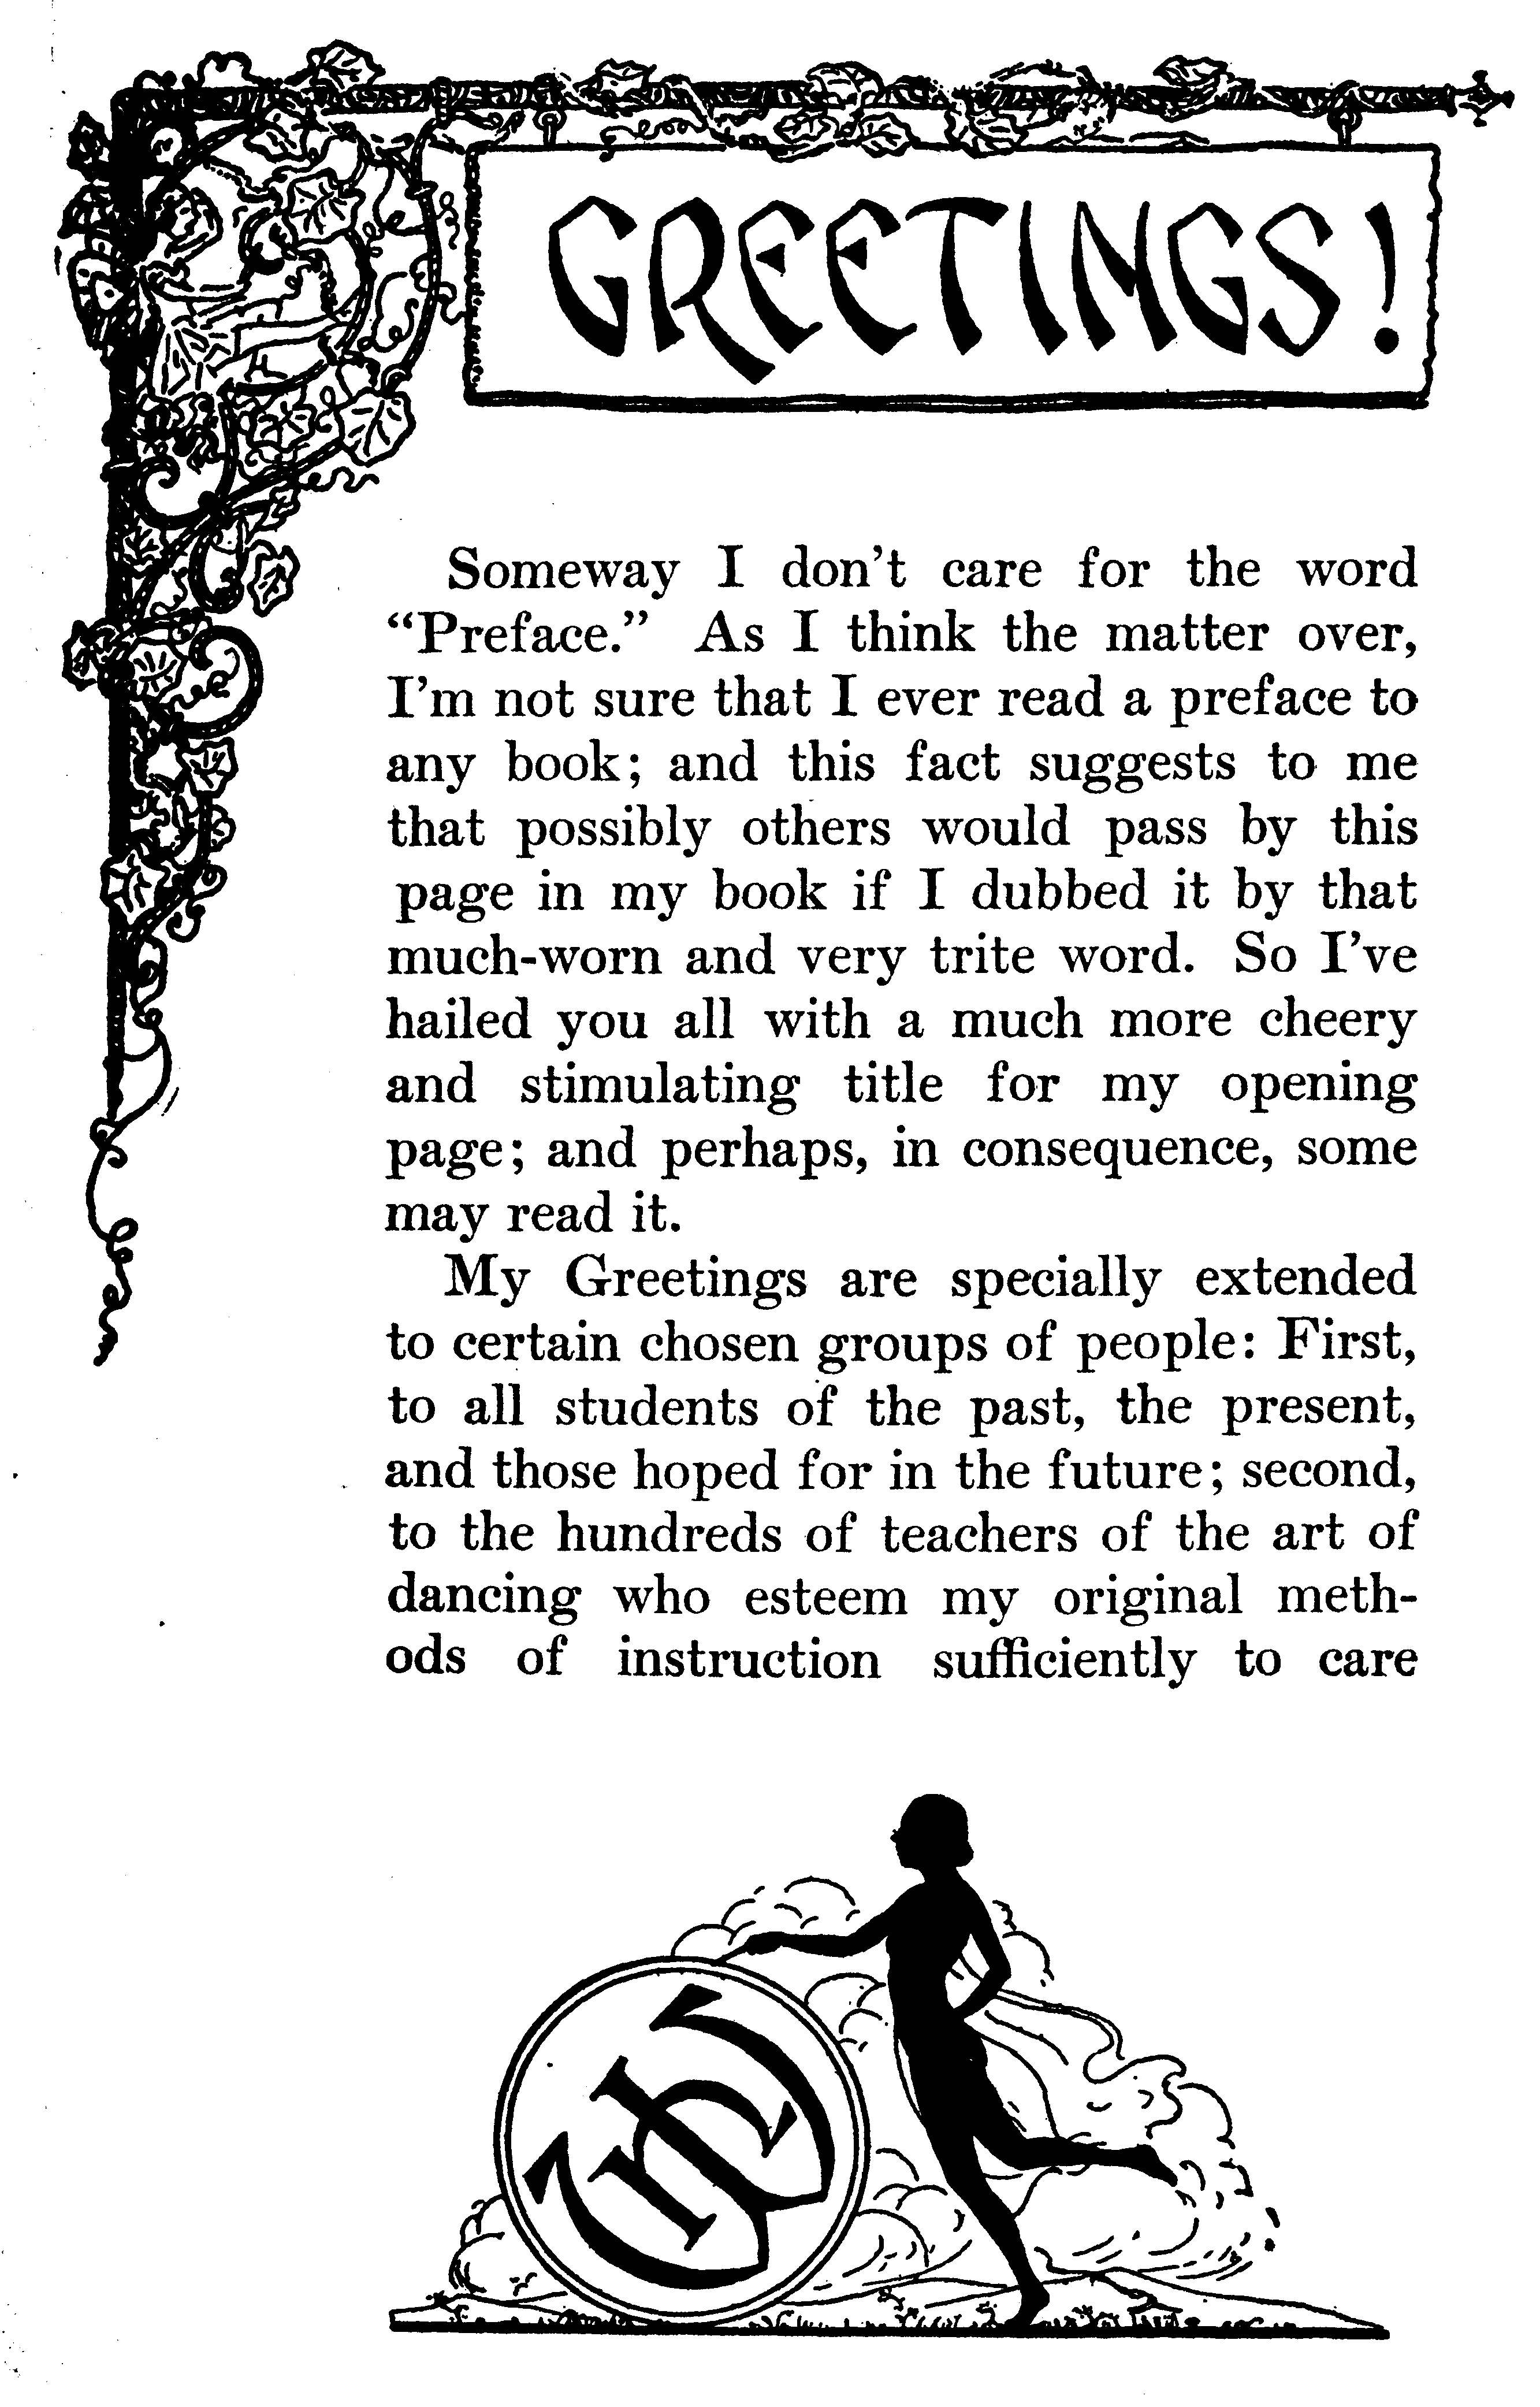 GREETINGS!
Someway I don't care for the word
“Preface.” As I think the matter over,
I'm not sure that I ever read a preface to
any book; and this fact suggests to me
that possibly others would pass by this
page in my book if I dubbed it by that
much-worn and very trite word. So I've
hailed you all with a much more cheery
and stimulating title for my opening
page; and perhaps, in consequence, some
may read it.
My Greetings are specially extended
to certain chosen groups of people: First,
to all students of the past, the present,
and those hoped for in the future; second,
to the hundreds of teachers of the art of
dancing who esteem my original meth-
ods of instruction sufficiently to care